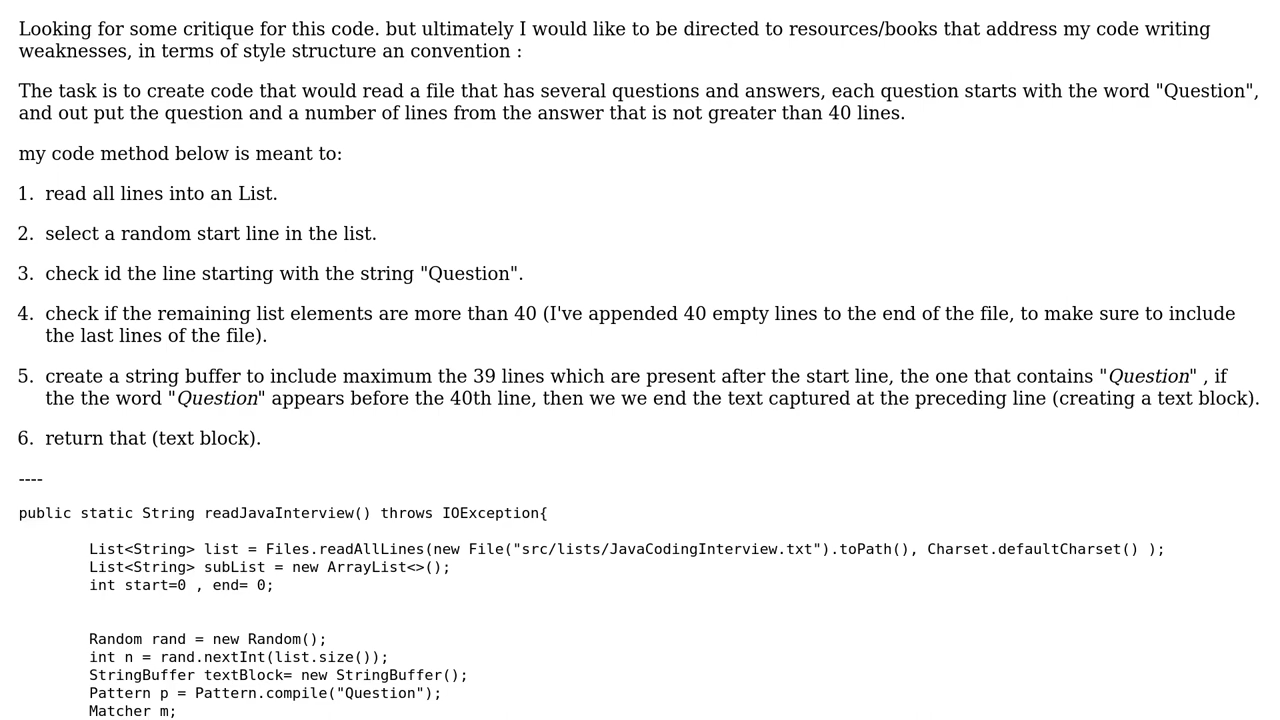 Looking for some critique for this code. but ultimately I would like to be directed to resources/books that address my code writing
weaknesses, in terms of style structure an convention :
The task is to create code that would read a file that has several questions and answers, each question starts with the word "Question",
and out put the question and a number of lines from the answer that is not greater than 40 lines.
my code method below is meant to:
1. read all lines into an List.
2. select a random start line in the list.
3. check id the line starting with the string "Question".
4. check if the remaining list elements are more than 40 (I've appended 40 empty lines to the end of the file, to make sure to include
the last lines of the file).
5. create a string buffer to include maximum the 39 lines which are present after the start line, the one that contains "Question" , if
the the word "Question" appears before the 40th line, then we we end the text captured at the preceding line (creating a text block).
6. return that (text block).
----
public static String readJavaInterview() throws IOException{
List<String> list = Files.readAllLines(new File("src/lists/JavaCodingInterview.txt").toPath(), Charset.defaultCharset() );
List<String> subList = new ArrayList<>();
int start=0 , end= 0;
Random rand = new Random();
int n = rand.nextInt(list.size());
StringBuffer textBlock= new StringBuffer();
Pattern p = Pattern.compile("Question");
Matcher m;